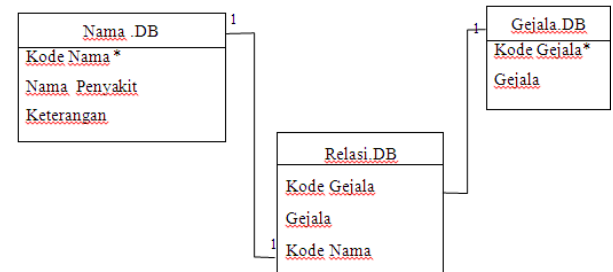 Nama .DB
Kode Nama *
Nama Penyakit
Keterangan
1
1
Gejala.DB
Kode Gejala*
Gejala
Relasi.DB
Kode Gejala
Gejala
Kode Nama
1